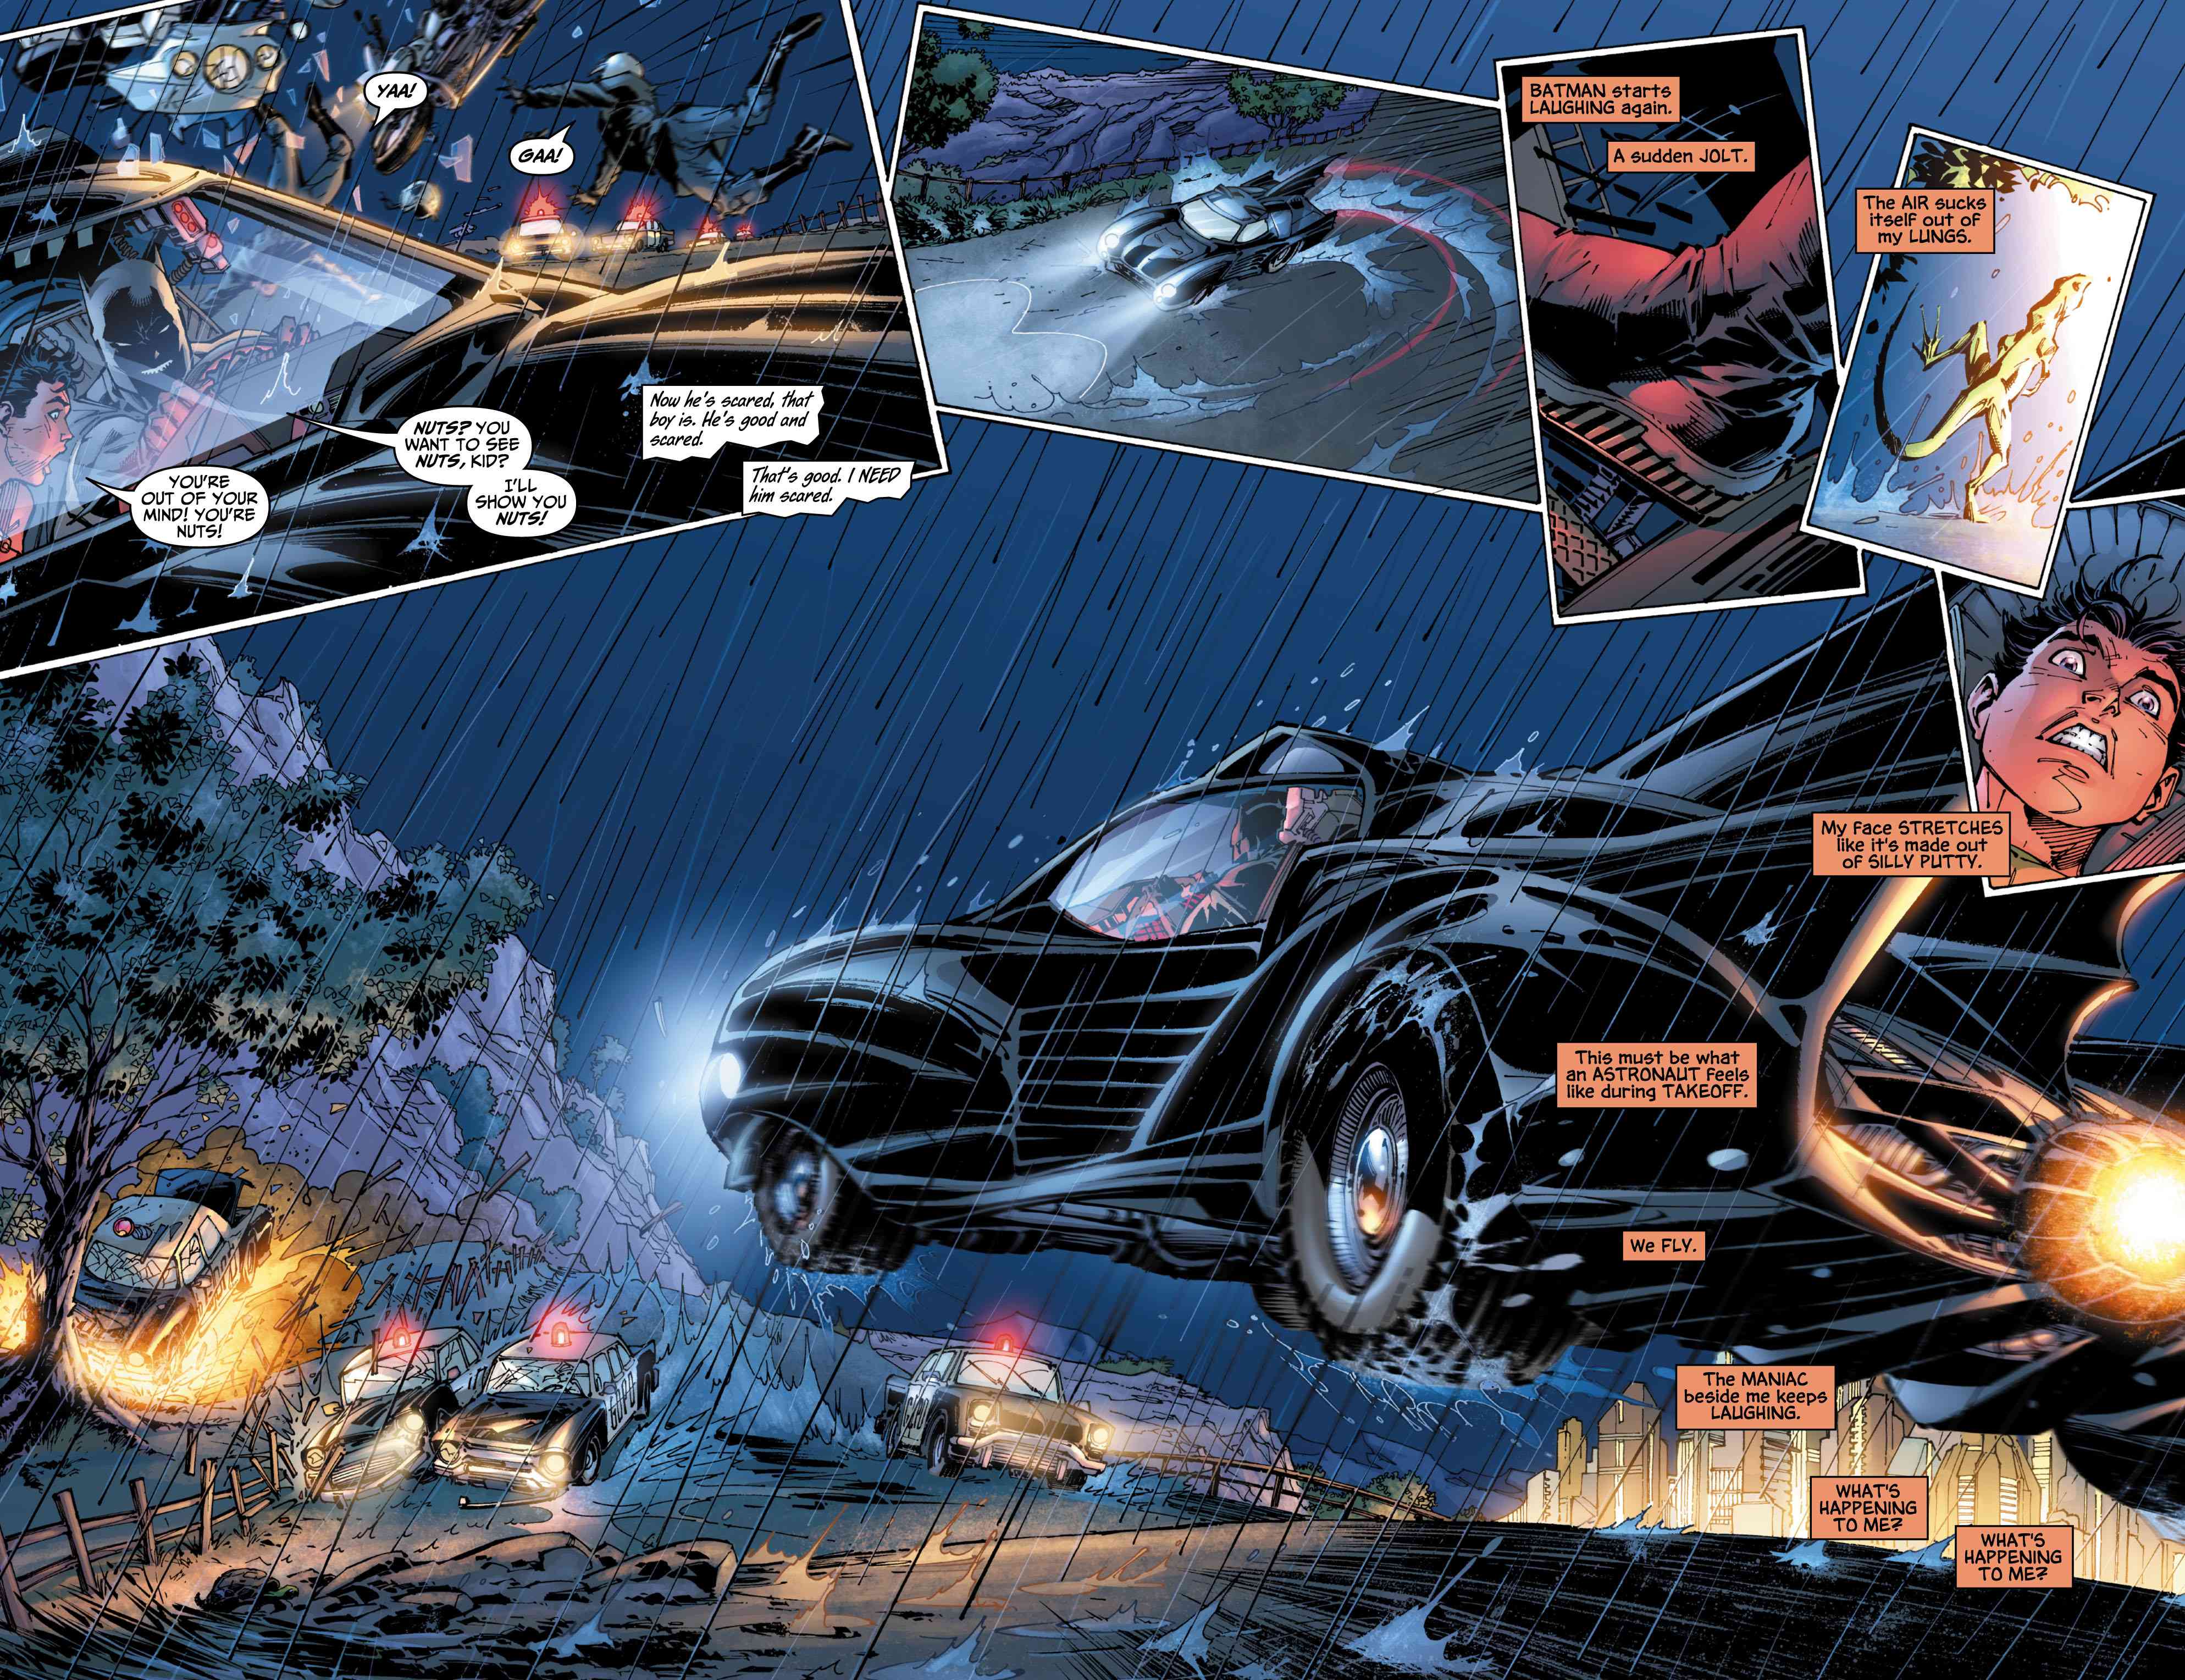 YAA!
GAA!
YOU'RE
OUT OF YOUR
MIND! YOU'RE
NUTS!
NUTS? YOU
WANT TO SEE
NUTS, KID?
I'LL
SHOW YOU
NUTS!
Now he's scared, that
boy is. He's good and
scared.
That's good. I NEED
him scared.
BATMAN starts
LAUGHING again.
A sudden JOLT.
The AIR sucks
itself out of
my LUNGS.
My face STRETCHES
like it's made out
of SILLY PUTTY.
This must be what
an ASTRONAUT feels
like during TAKEOFF.
We FLY.
The MANIAC
beside me keeps
LAUGHING.
WHAT'S
HAPPENING
TO ME?
WHAT'S
HAPPENING
TO ME?
GCPD